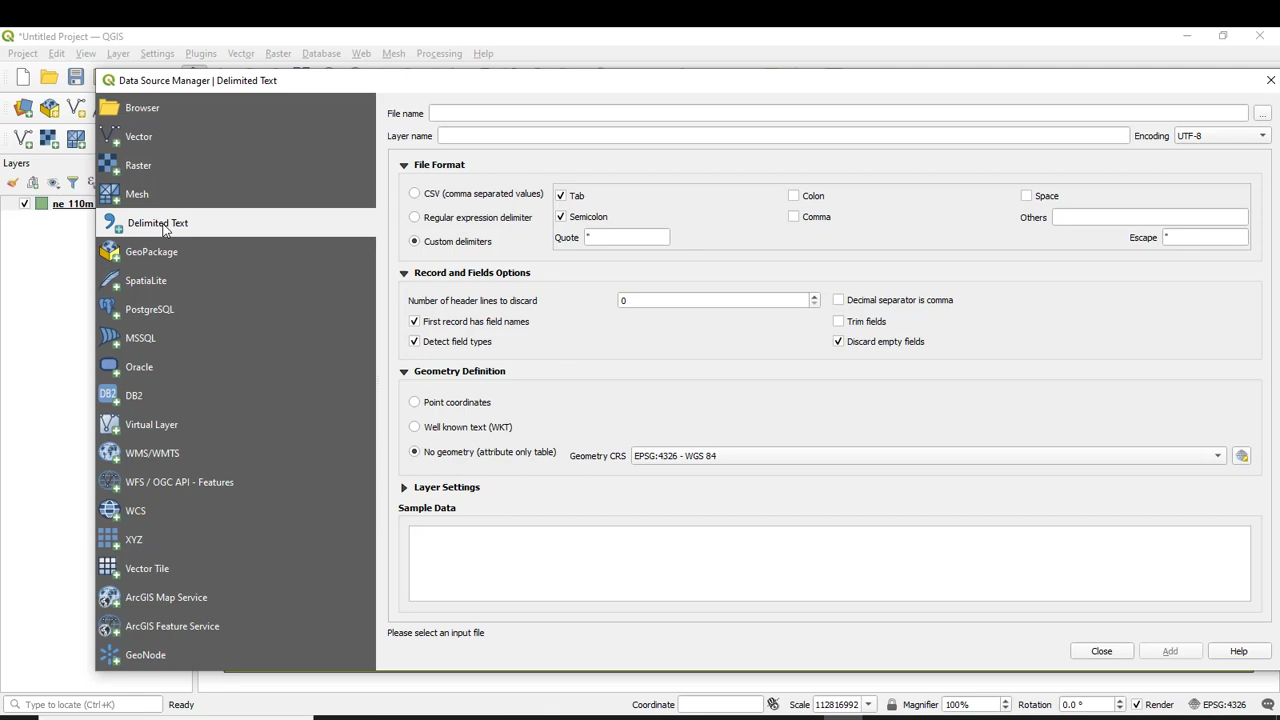 *Untitled Project — QGIS
Project Edit View Layer Settings Plugins Vector Raster Database Web Mesh Processing Help
Data Source Manager | Delimited Text
Browser
Vector
Raster
Mesh
Delimited Text
GeoPackage
SpatiaLite
PostgreSQL
MSSQL
Oracle
DB2 DB2
Virtual Layer
WMS/WMTS
WFS / OGC API - Features
WCS
XYZ
Vector Tile
ArcGIS Map Service
ArcGIS Feature Service
GeoNode
Layers
ne_110m
File name ...
Layer name Encoding UTF-8
File Format
CSV (comma separated values) Tab Colon Space
Regular expression delimiter Semicolon Comma Others
Custom delimiters Quote " Escape "
Record and Fields Options
Number of header lines to discard 0 Decimal separator is comma
First record has field names Trim fields
Detect field types Discard empty fields
Geometry Definition
Point coordinates
Well known text (WKT)
No geometry (attribute only table) Geometry CRS EPSG:4326 - WGS 84
Layer Settings
Sample Data
Please select an input file
Close Add Help
Type to locate (Ctrl+K) Ready Coordinate Scale 112816992 Magnifier 100% Rotation 0.0 ° Render EPSG:4326